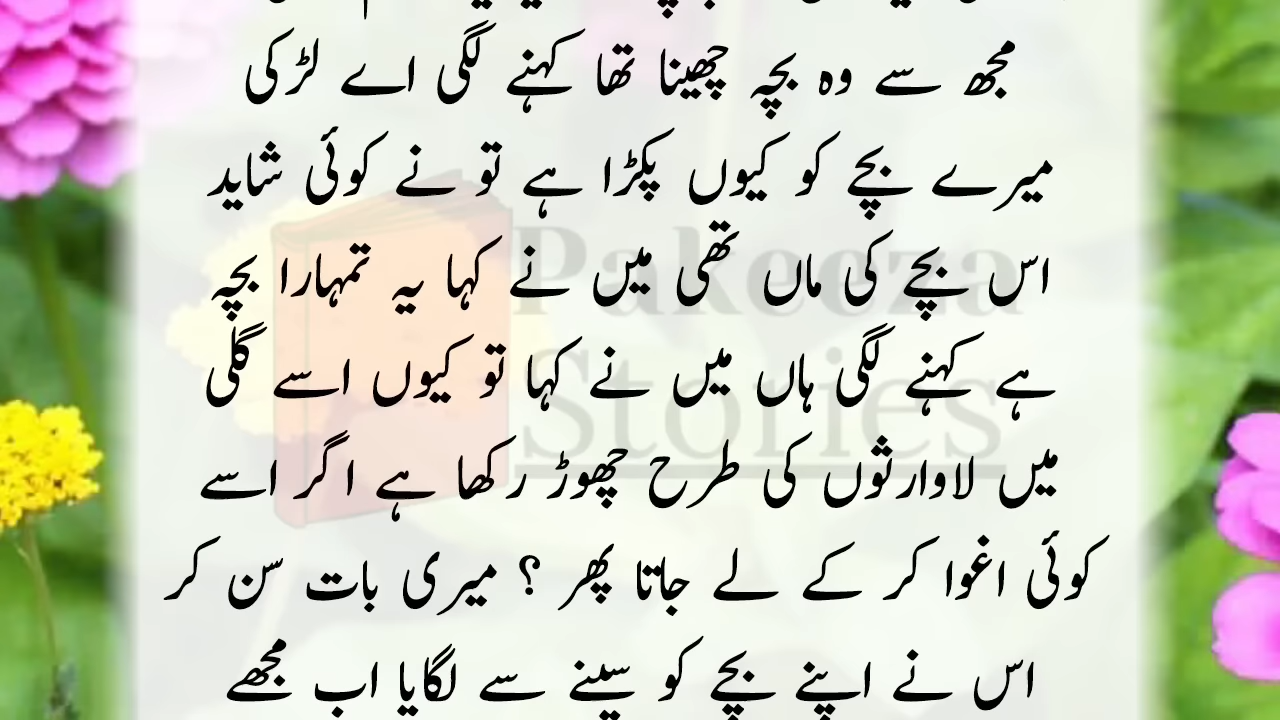 مجھ سے وہ بچہ چھینا تھا کہنے لگی اے لڑکی
میرے بچے کو کیوں پکڑا ہے تو نے کوئی شاید
اس بچے کی ماں تھی میں نے کہا یہ تمہارا بچہ
ہے کہنے لگی ہاں میں نے کہا تو کیوں اسے گلی
میں لاوارثوں کی طرح چھوڑ رکھا ہے اگر اسے
کوئی اغوا کر کے لے جاتا پھر ؟ میری بات سن کر
اس نے اپنے بچے کو سینے سے لگایا اب مجھے
Pakeeza
Stories